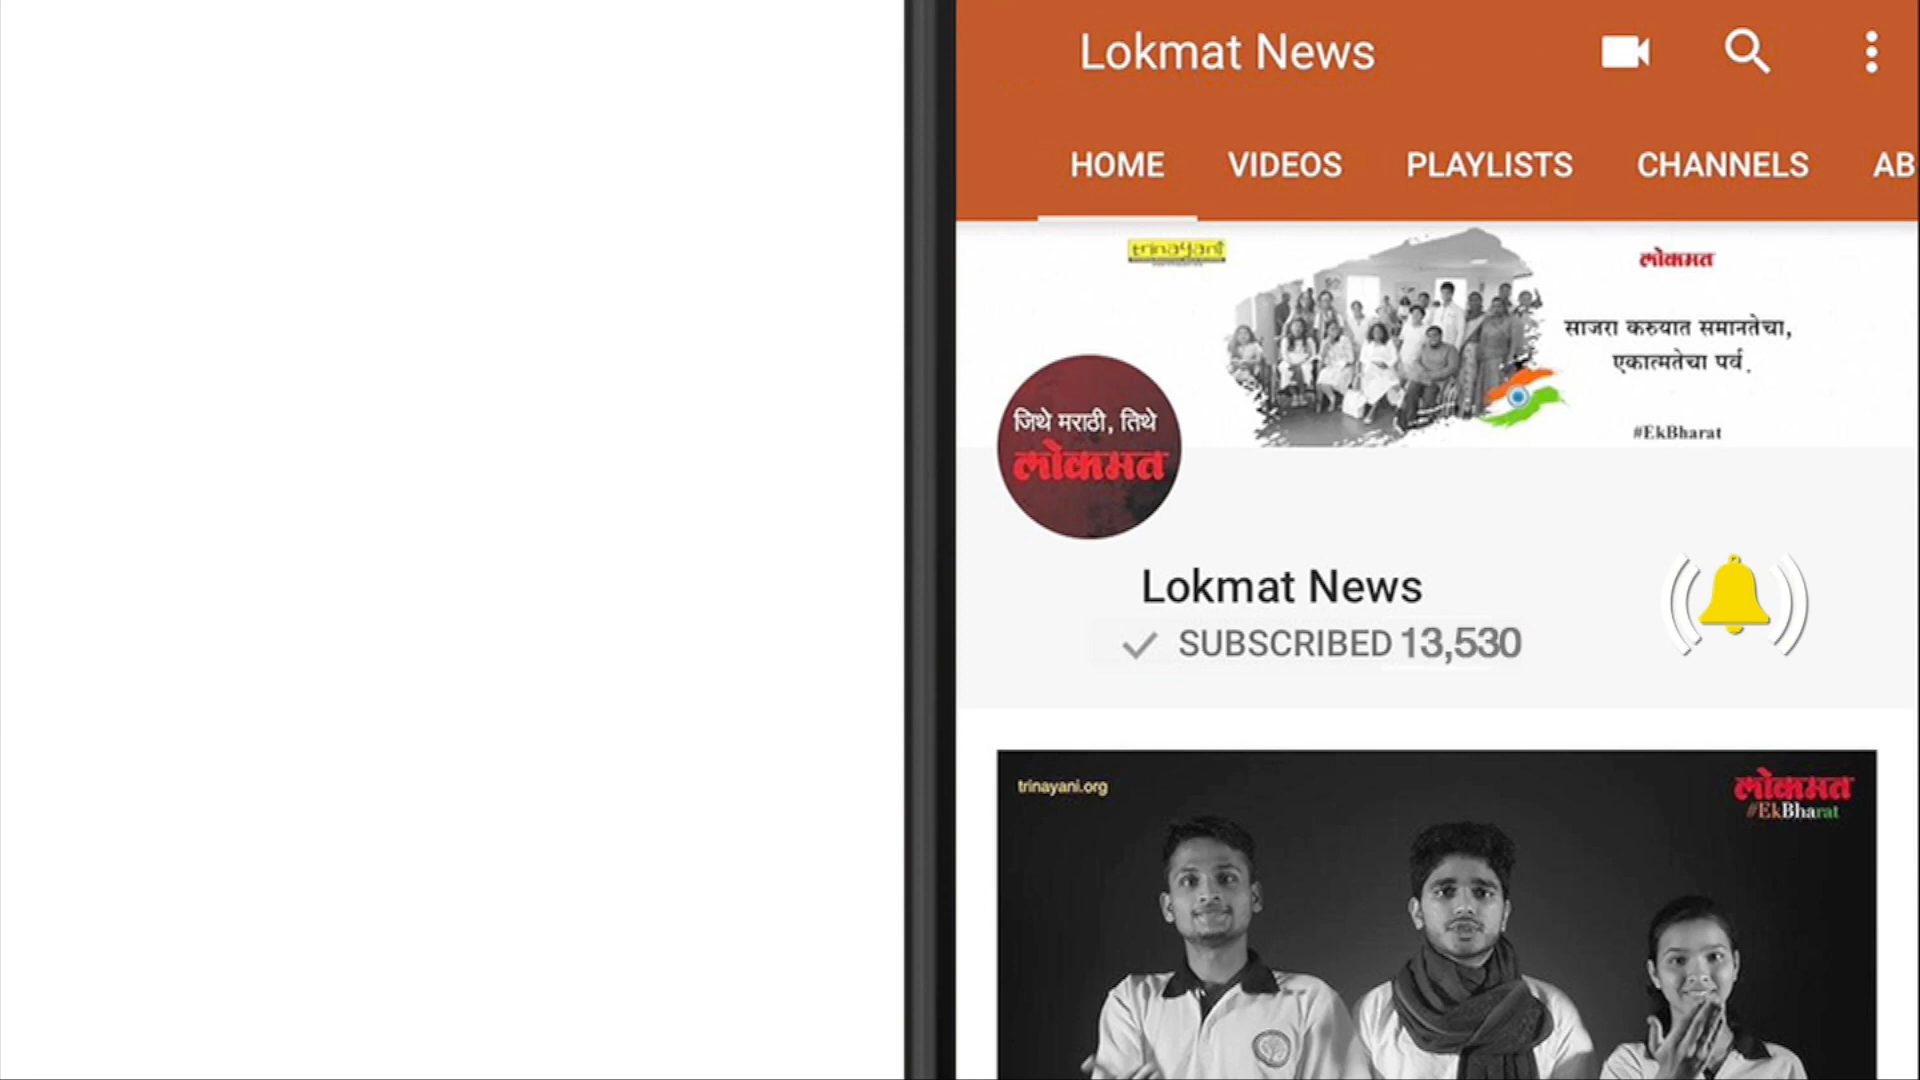 Lokmat News
HOME VIDEOS PLAYLISTS CHANNELS AB
trinayani
लोकमत
साजरा करुयात समानतेचा,
एकात्मतेचा पर्व.
#EkBharat
जिथे मराठी, तिथे
लोकमत
Lokmat News
SUBSCRIBED 13,530
trinayani.org
लोकमत
#EkBharat